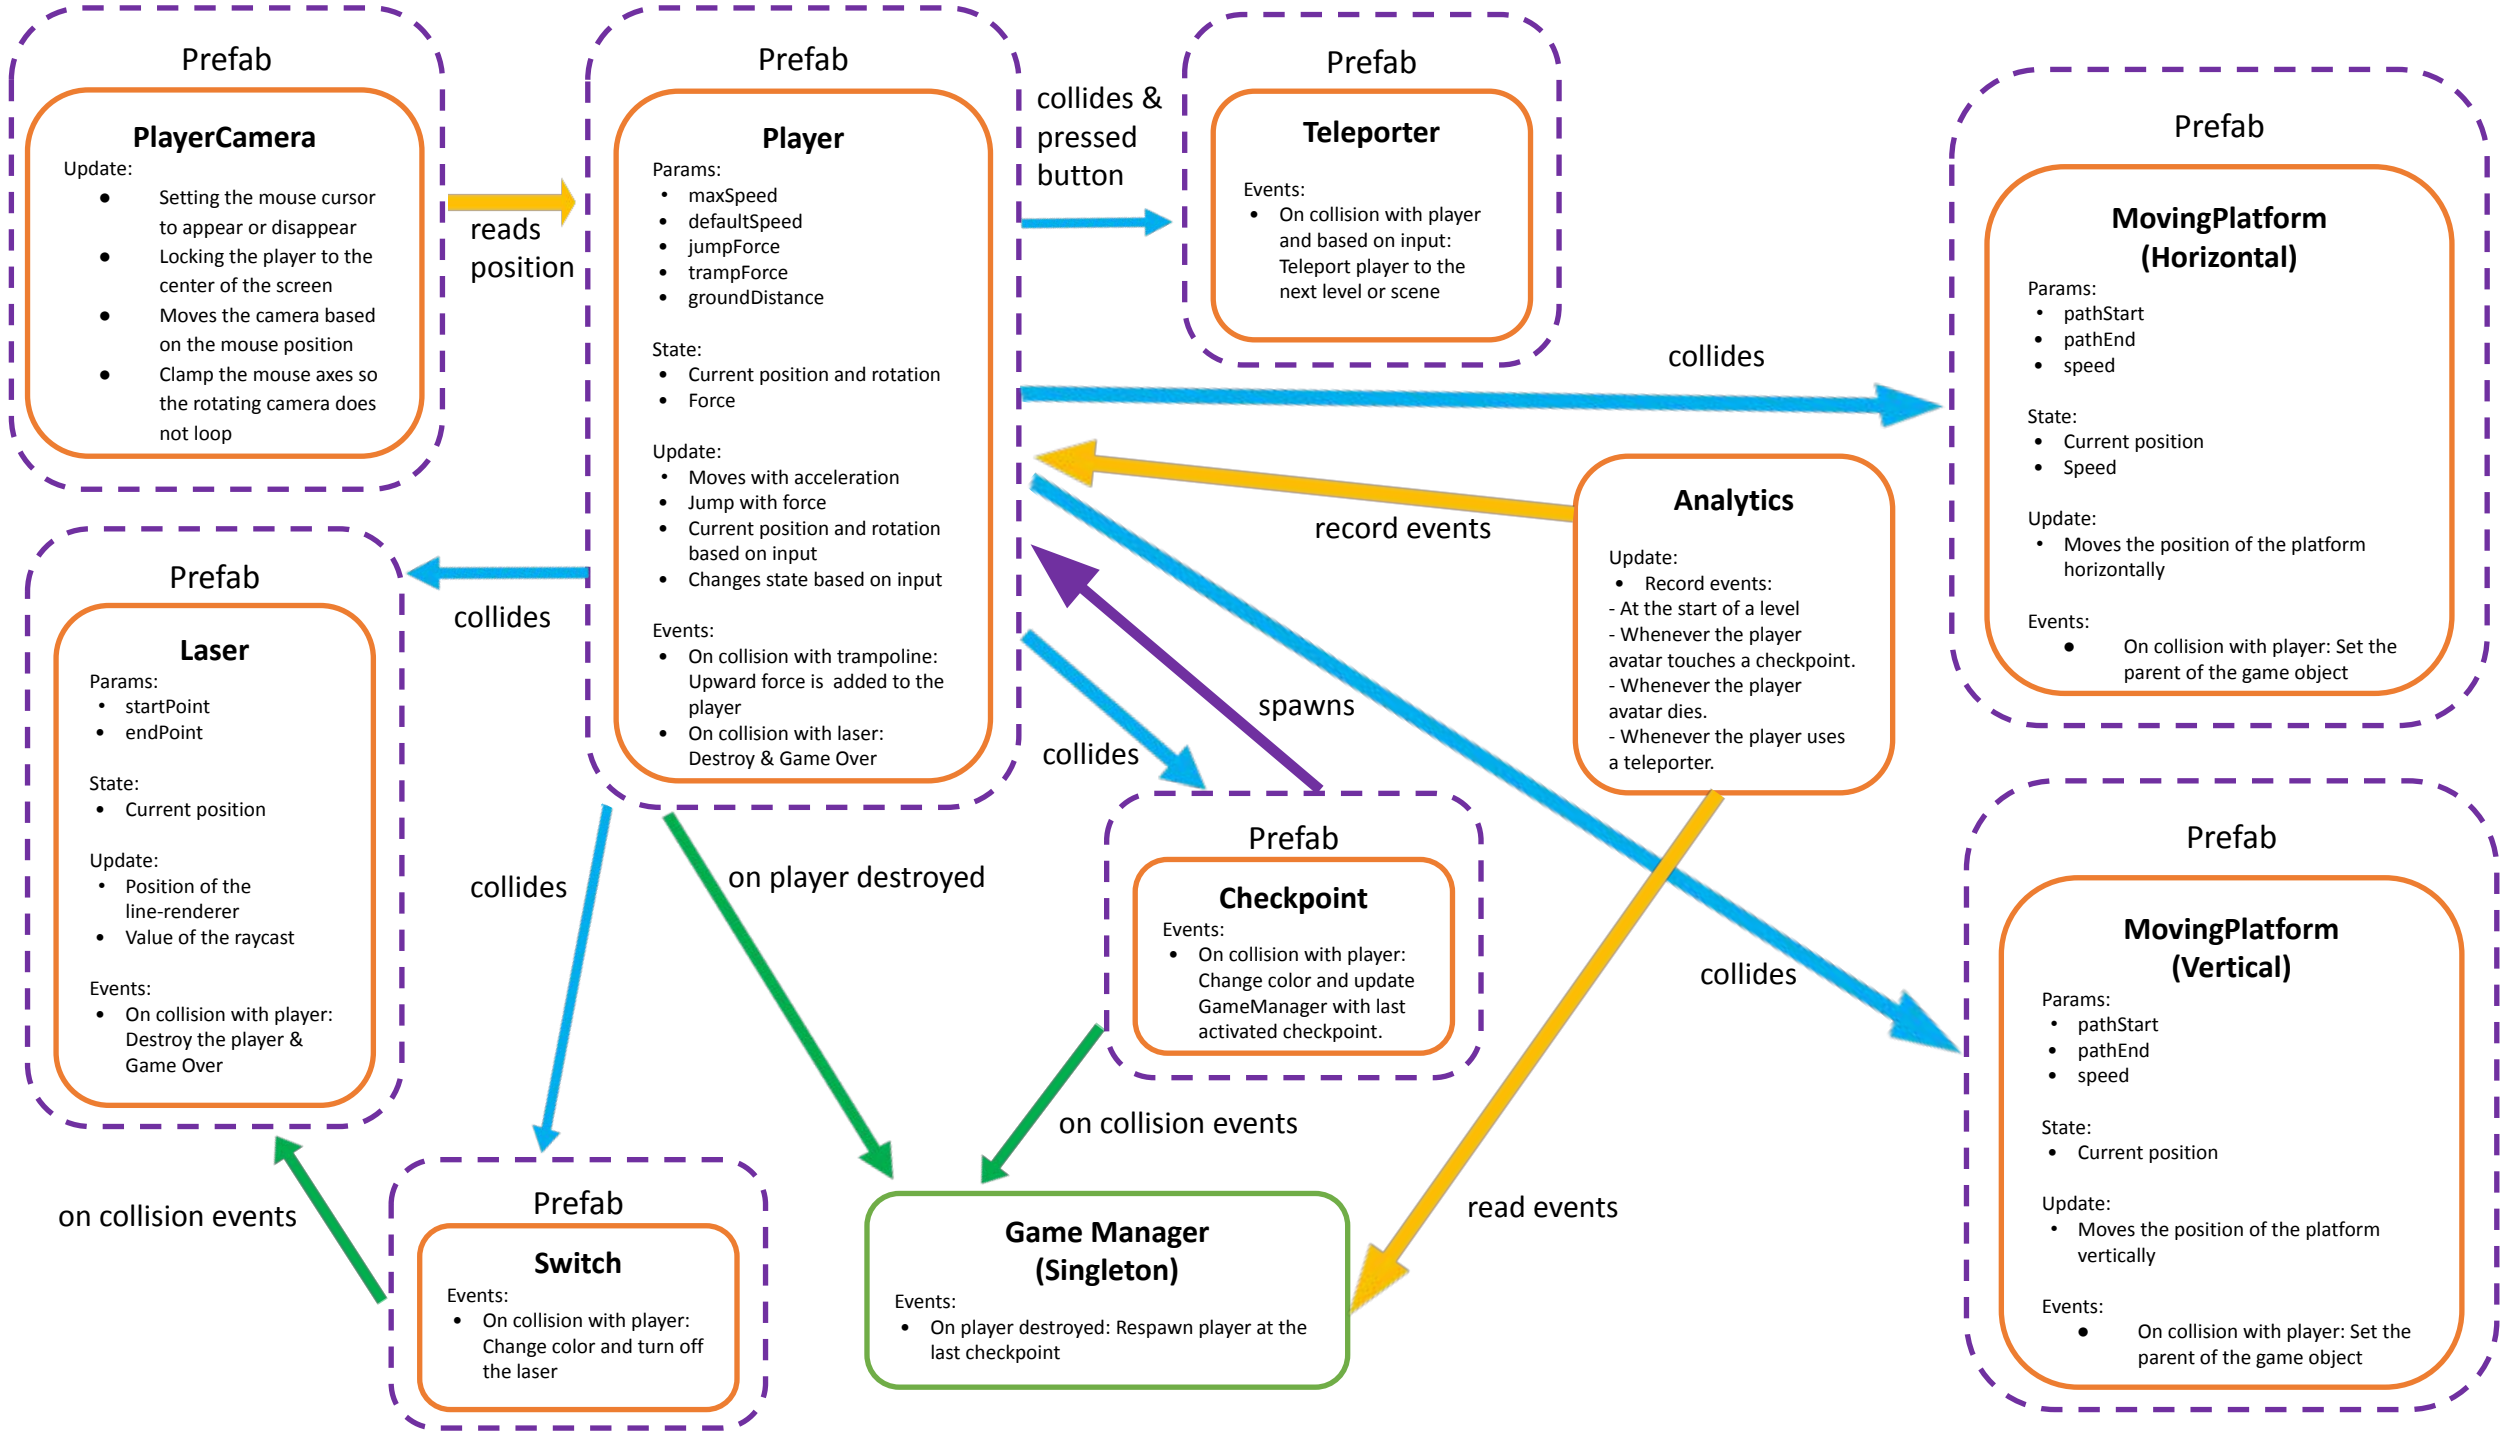 Prefab
PlayerCamera
Update:
● Setting the mouse cursor
to appear or disappear
● Locking the player to the
center of the screen
● Moves the camera based
on the mouse position
● Clamp the mouse axes so
the rotating camera does
not loop
reads
position
Prefab
Player
Params:
• maxSpeed
• defaultSpeed
• jumpForce
• trampForce
• groundDistance
State:
• Current position and rotation
• Force
Update:
• Moves with acceleration
• Jump with force
• Current position and rotation
based on input
• Changes state based on input
Events:
• On collision with trampoline:
Upward force is added to the
player
• On collision with laser:
Destroy & Game Over
collides &
pressed
button
Prefab
Teleporter
Events:
• On collision with player
and based on input:
Teleport player to the
next level or scene
collides
Prefab
MovingPlatform
(Horizontal)
Params:
• pathStart
• pathEnd
• speed
State:
• Current position
• Speed
Update:
• Moves the position of the platform
horizontally
Events:
● On collision with player: Set the
parent of the game object
record events
Analytics
Update:
• Record events:
- At the start of a level
- Whenever the player
avatar touches a checkpoint.
- Whenever the player
avatar dies.
- Whenever the player uses
a teleporter.
collides
Prefab
Laser
Params:
• startPoint
• endPoint
State:
• Current position
Update:
• Position of the
line-renderer
• Value of the raycast
Events:
• On collision with player:
Destroy the player &
Game Over
spawns
collides
collides
on player destroyed
Prefab
Checkpoint
Events:
• On collision with player:
Change color and update
GameManager with last
activated checkpoint.
collides
Prefab
MovingPlatform
(Vertical)
Params:
• pathStart
• pathEnd
• speed
State:
• Current position
Update:
• Moves the position of the platform
vertically
Events:
● On collision with player: Set the
parent of the game object
on collision events
on collision events
read events
Prefab
Switch
Events:
• On collision with player:
Change color and turn off
the laser
Game Manager
(Singleton)
Events:
• On player destroyed: Respawn player at the
last checkpoint